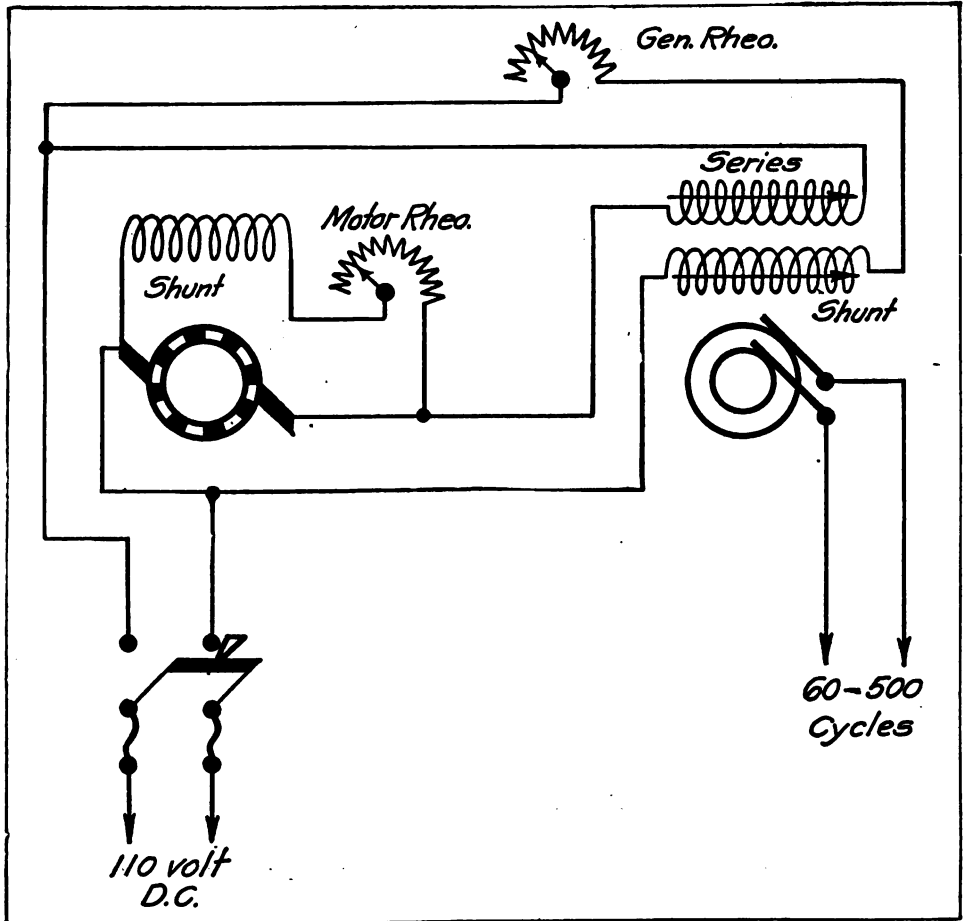 Gen. Rheo.
Series
Motor Rheo.
Shunt
Shunt
60-500
Cycles
110 volt
D.C.